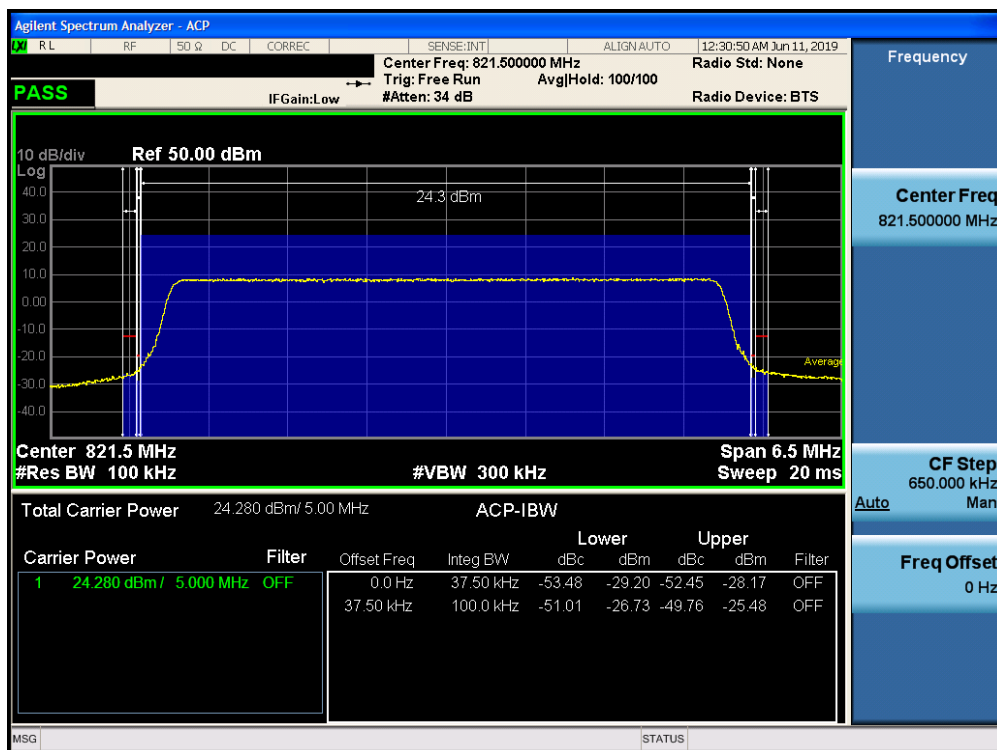 Agilent Spectrum Analyzer - ACP
LXI RL RF 50 Ω DC CORREC SENSE:INT ALIGN AUTO 12:30:50 AM Jun 11, 2019
Center Freq: 821.500000 MHz Radio Std: None
Trig: Free Run Avg|Hold: 100/100
PASS IFGain:Low #Atten: 34 dB Radio Device: BTS
10 dB/div Ref 50.00 dBm
Log
24.3 dBm
40.0
30.0
20.0
10.0
0.00
-10.0
-20.0
Average
-30.0
-40.0
Center 821.5 MHz Span 6.5 MHz
#Res BW 100 kHz #VBW 300 kHz Sweep 20 ms
Total Carrier Power 24.280 dBm/ 5.00 MHz ACP-IBW
Lower Upper
Carrier Power Filter Offset Freq Integ BW dBc dBm dBc dBm Filter
1 24.280 dBm / 5.000 MHz OFF 0.0 Hz 37.50 kHz -53.48 -29.20 -52.45 -28.17 OFF
37.50 kHz 100.0 kHz -51.01 -26.73 -49.76 -25.48 OFF
MSG STATUS
Frequency
Center Freq
821.500000 MHz
CF Step
650.000 kHz
Auto Man
Freq Offset
0 Hz